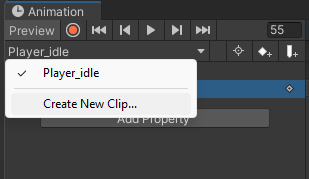 Animation
Preview 55
Player_idle
Player_idle
Create New Clip...
Add Property